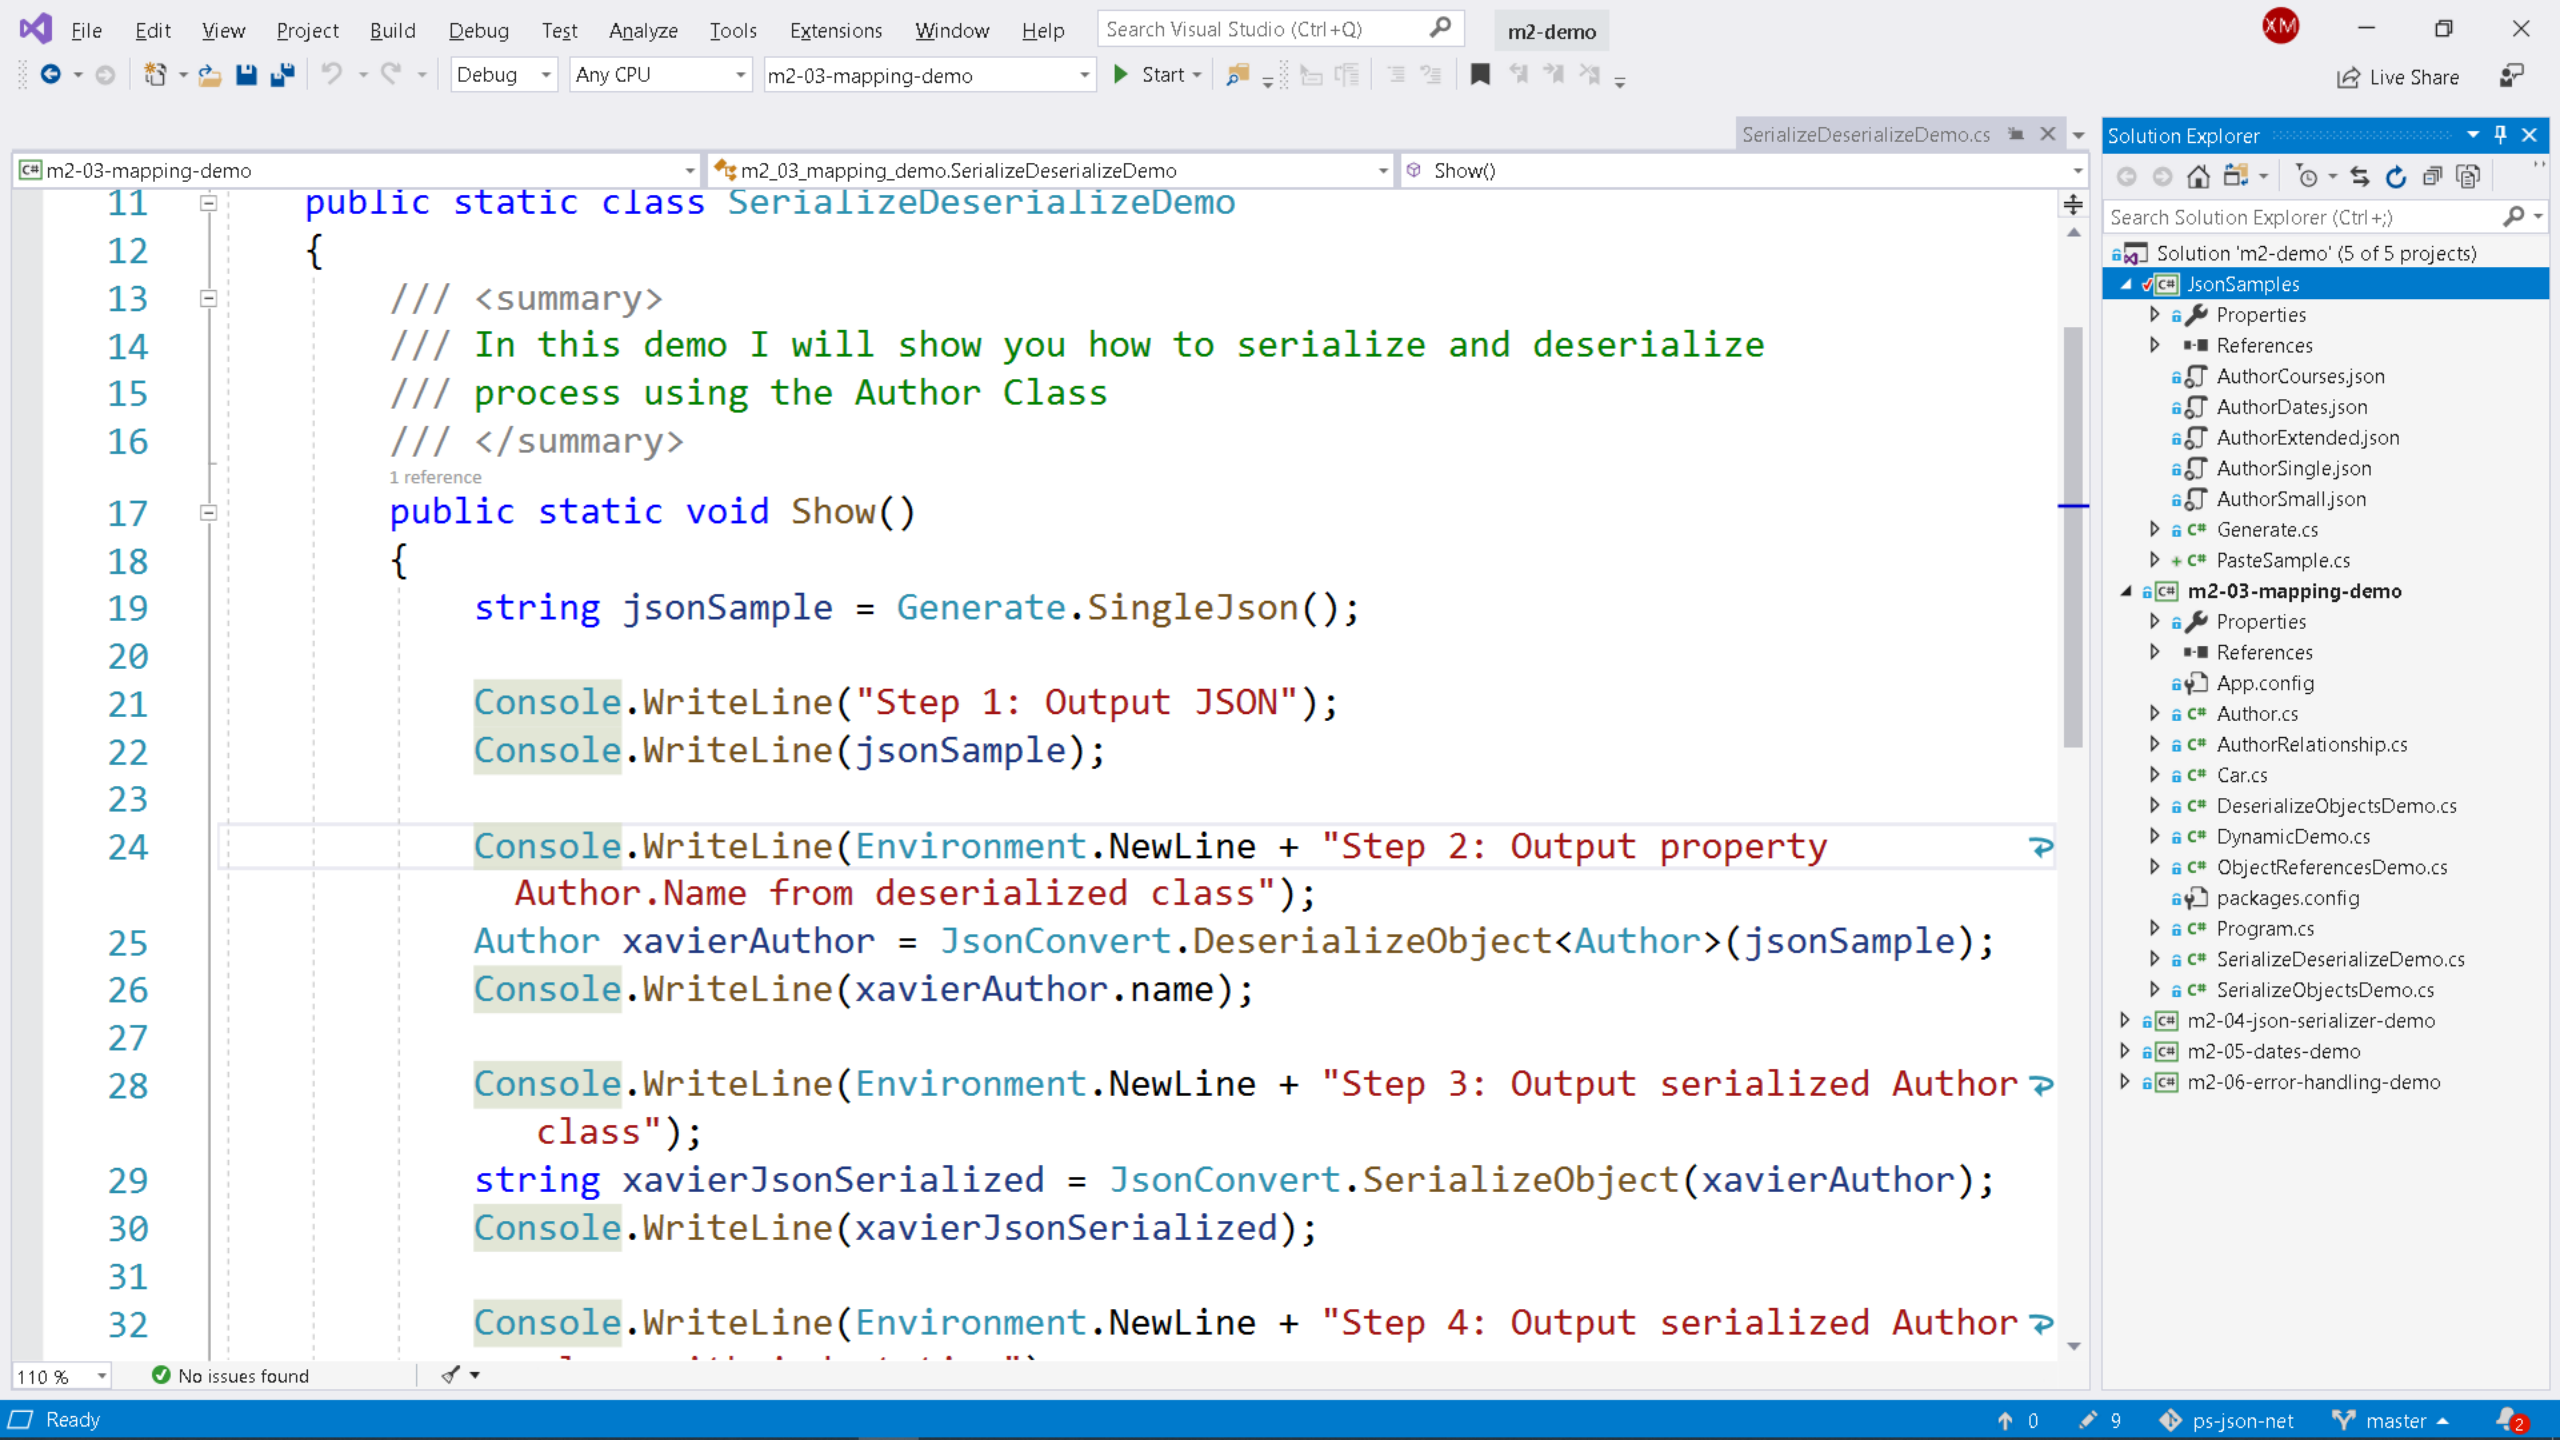 File Edit View Project Build Debug Test Analyze Tools Extensions Window Help Search Visual Studio (Ctrl+Q) m2-demo XM
Debug Any CPU m2-03-mapping-demo Start Live Share
SerializeDeserializeDemo.cs
m2-03-mapping-demo m2_03_mapping_demo.SerializeDeserializeDemo Show()
11 public static class SerializeDeserializeDemo
12 {
13 /// <summary>
14 /// In this demo I will show you how to serialize and deserialize
15 /// process using the Author Class
16 /// </summary>
1 reference
17 public static void Show()
18 {
19 string jsonSample = Generate.SingleJson();
20
21 Console.WriteLine("Step 1: Output JSON");
22 Console.WriteLine(jsonSample);
23
24 Console.WriteLine(Environment.NewLine + "Step 2: Output property
Author.Name from deserialized class");
25 Author xavierAuthor = JsonConvert.DeserializeObject<Author>(jsonSample);
26 Console.WriteLine(xavierAuthor.name);
27
28 Console.WriteLine(Environment.NewLine + "Step 3: Output serialized Author
class");
29 string xavierJsonSerialized = JsonConvert.SerializeObject(xavierAuthor);
30 Console.WriteLine(xavierJsonSerialized);
31
32 Console.WriteLine(Environment.NewLine + "Step 4: Output serialized Author
110 % No issues found
Solution Explorer
Search Solution Explorer (Ctrl+;)
Solution 'm2-demo' (5 of 5 projects)
JsonSamples
Properties
References
AuthorCourses.json
AuthorDates.json
AuthorExtended.json
AuthorSingle.json
AuthorSmall.json
C# Generate.cs
C# PasteSample.cs
C# m2-03-mapping-demo
Properties
References
App.config
C# Author.cs
C# AuthorRelationship.cs
C# Car.cs
C# DeserializeObjectsDemo.cs
C# DynamicDemo.cs
C# ObjectReferencesDemo.cs
packages.config
C# Program.cs
C# SerializeDeserializeDemo.cs
C# SerializeObjectsDemo.cs
C# m2-04-json-serializer-demo
C# m2-05-dates-demo
C# m2-06-error-handling-demo
Ready 0 9 ps-json-net master 2